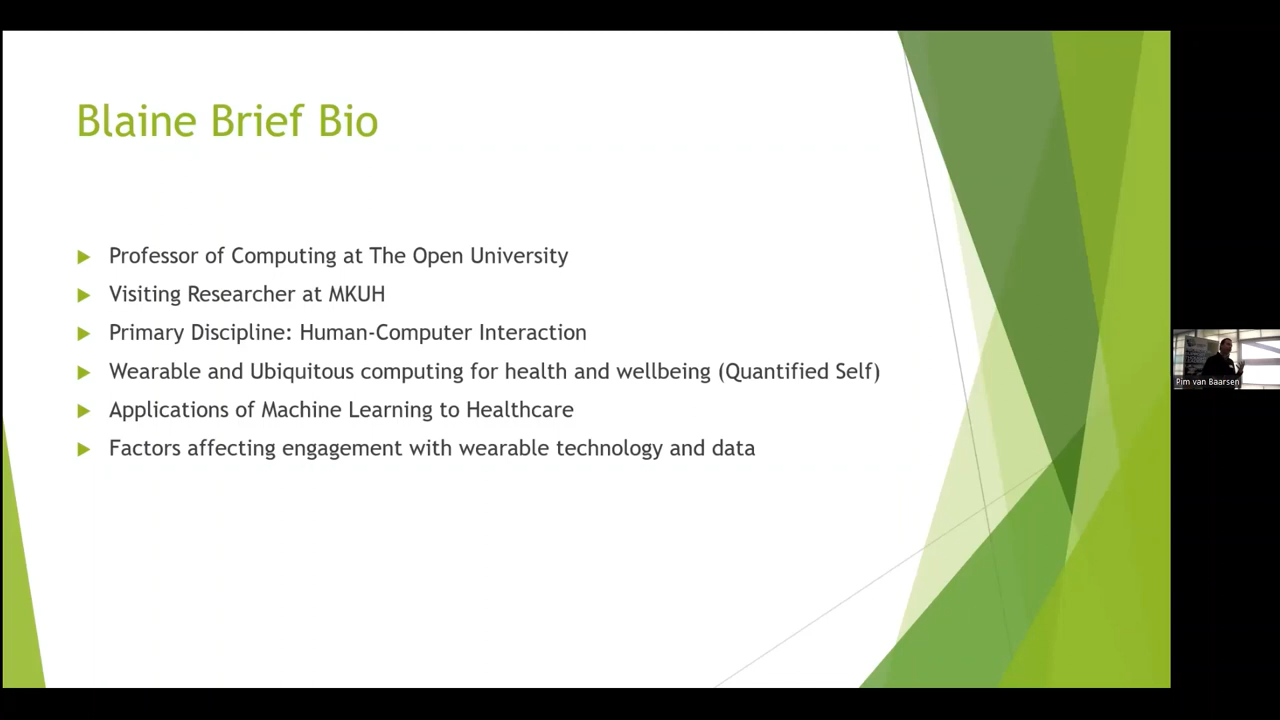 Blaine Brief Bio
Professor of Computing at The Open University
Visiting Researcher at MKUH
Primary Discipline: Human-Computer Interaction
Wearable and Ubiquitous computing for health and wellbeing (Quantified Self)
Applications of Machine Learning to Healthcare
Factors affecting engagement with wearable technology and data
Pim van Baarsen